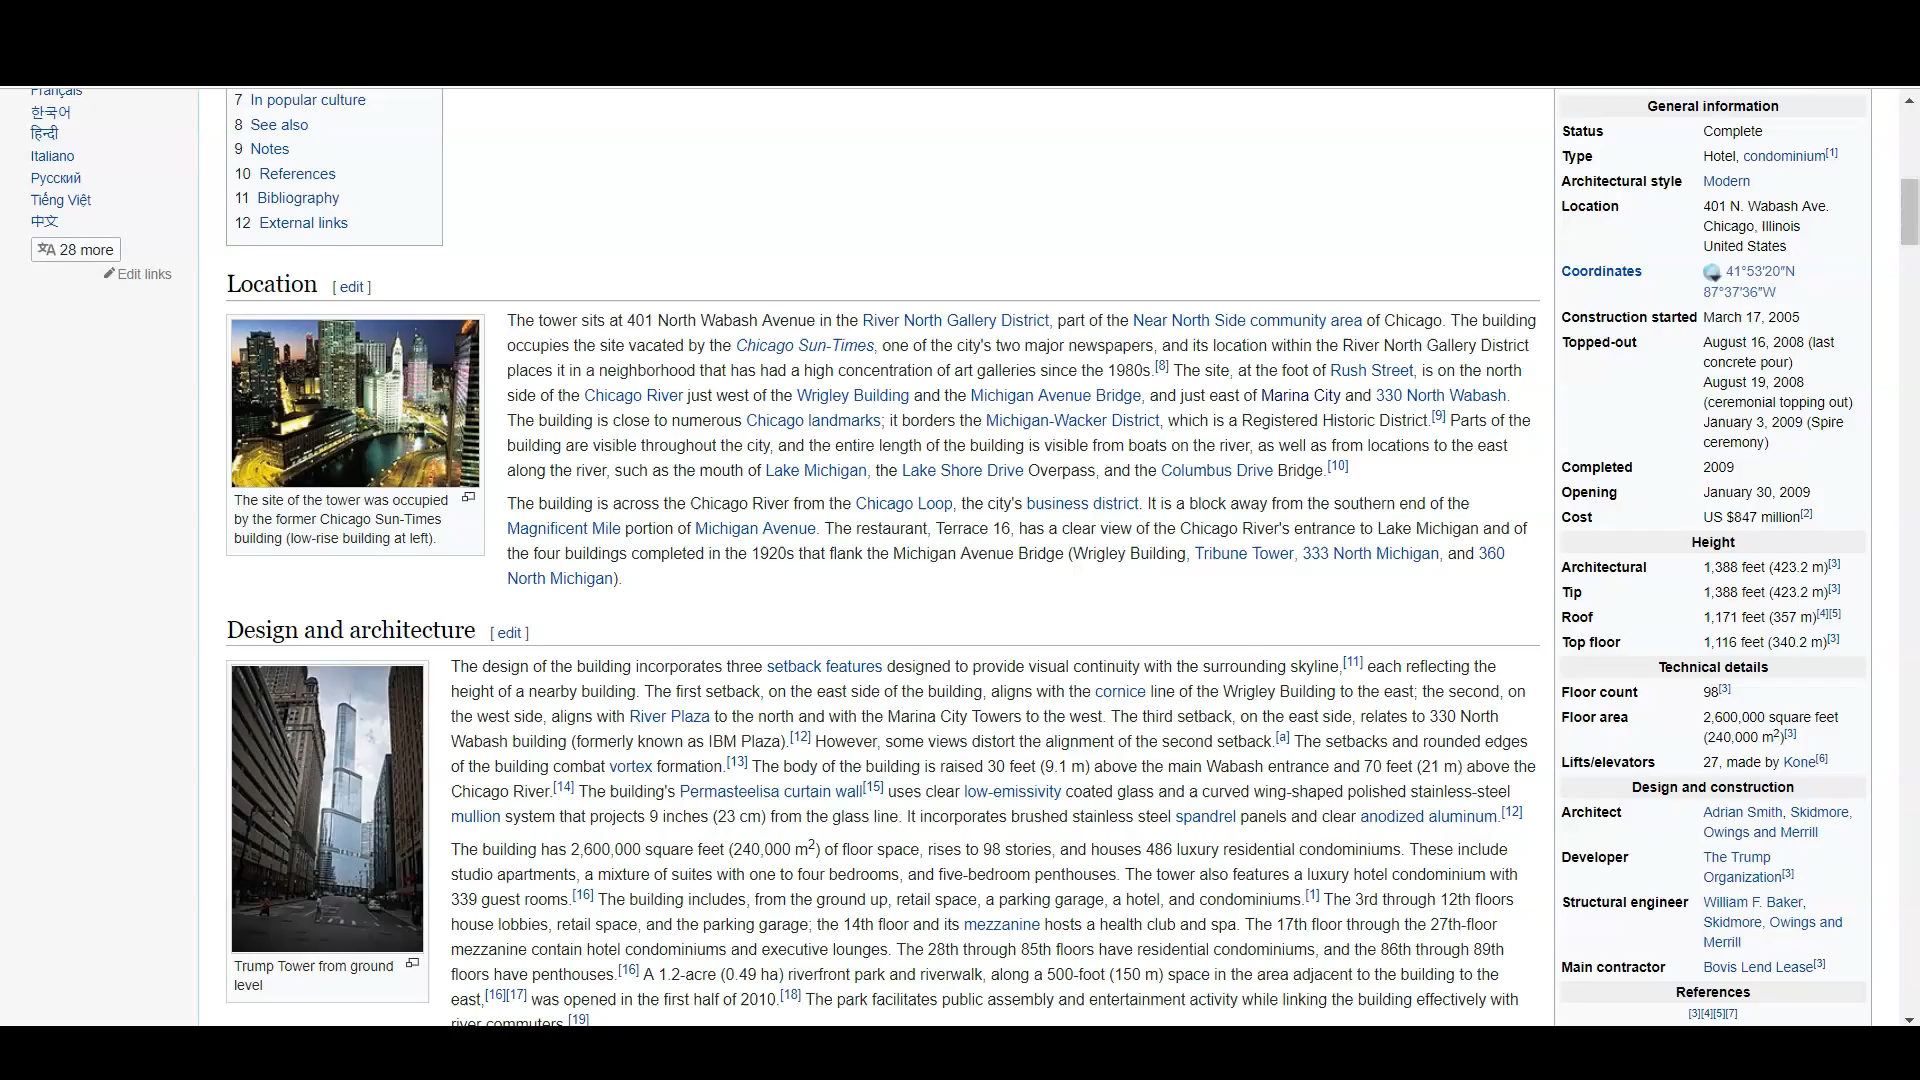 Français
한국어
हिन्दी
Italiano
Русский
Tiếng Việt
中文
28 more
Edit links
7 In popular culture
8 See also
9 Notes
10 References
11 Bibliography
12 External links
Location [ edit ]
The site of the tower was occupied
by the former Chicago Sun-Times
building (low-rise building at left).
The tower sits at 401 North Wabash Avenue in the River North Gallery District, part of the Near North Side community area of Chicago. The building
occupies the site vacated by the Chicago Sun-Times, one of the city's two major newspapers, and its location within the River North Gallery District
places it in a neighborhood that has had a high concentration of art galleries since the 1980s.[8] The site, at the foot of Rush Street, is on the north
side of the Chicago River just west of the Wrigley Building and the Michigan Avenue Bridge, and just east of Marina City and 330 North Wabash.
The building is close to numerous Chicago landmarks; it borders the Michigan-Wacker District, which is a Registered Historic District.[9] Parts of the
building are visible throughout the city, and the entire length of the building is visible from boats on the river, as well as from locations to the east
along the river, such as the mouth of Lake Michigan, the Lake Shore Drive Overpass, and the Columbus Drive Bridge.[10]
The building is across the Chicago River from the Chicago Loop, the city's business district. It is a block away from the southern end of the
Magnificent Mile portion of Michigan Avenue. The restaurant, Terrace 16, has a clear view of the Chicago River's entrance to Lake Michigan and of
the four buildings completed in the 1920s that flank the Michigan Avenue Bridge (Wrigley Building, Tribune Tower, 333 North Michigan, and 360
North Michigan).
Design and architecture [ edit ]
Trump Tower from ground
level
The design of the building incorporates three setback features designed to provide visual continuity with the surrounding skyline,[11] each reflecting the
height of a nearby building. The first setback, on the east side of the building, aligns with the cornice line of the Wrigley Building to the east; the second, on
the west side, aligns with River Plaza to the north and with the Marina City Towers to the west. The third setback, on the east side, relates to 330 North
Wabash building (formerly known as IBM Plaza).[12] However, some views distort the alignment of the second setback.[a] The setbacks and rounded edges
of the building combat vortex formation.[13] The body of the building is raised 30 feet (9.1 m) above the main Wabash entrance and 70 feet (21 m) above the
Chicago River.[14] The building's Permasteelisa curtain wall[15] uses clear low-emissivity coated glass and a curved wing-shaped polished stainless-steel
mullion system that projects 9 inches (23 cm) from the glass line. It incorporates brushed stainless steel spandrel panels and clear anodized aluminum.[12]
The building has 2,600,000 square feet (240,000 m²) of floor space, rises to 98 stories, and houses 486 luxury residential condominiums. These include
studio apartments, a mixture of suites with one to four bedrooms, and five-bedroom penthouses. The tower also features a luxury hotel condominium with
339 guest rooms.[16] The building includes, from the ground up, retail space, a parking garage, a hotel, and condominiums.[1] The 3rd through 12th floors
house lobbies, retail space, and the parking garage; the 14th floor and its mezzanine hosts a health club and spa. The 17th floor through the 27th-floor
mezzanine contain hotel condominiums and executive lounges. The 28th through 85th floors have residential condominiums, and the 86th through 89th
floors have penthouses.[16] A 1.2-acre (0.49 ha) riverfront park and riverwalk, along a 500-foot (150 m) space in the area adjacent to the building to the
east,[16][17] was opened in the first half of 2010.[18] The park facilitates public assembly and entertainment activity while linking the building effectively with
river commuters.[19]
General information
Status Complete
Type Hotel, condominium[1]
Architectural style Modern
Location 401 N. Wabash Ave.
Chicago, Illinois
United States
Coordinates 41°53′20″N
87°37′36″W
Construction started March 17, 2005
Topped-out August 16, 2008 (last
concrete pour)
August 19, 2008
(ceremonial topping out)
January 3, 2009 (Spire
ceremony)
Completed 2009
Opening January 30, 2009
Cost US $847 million[2]
Height
Architectural 1,388 feet (423.2 m)[3]
Tip 1,388 feet (423.2 m)[3]
Roof 1,171 feet (357 m)[4][5]
Top floor 1,116 feet (340.2 m)[3]
Technical details
Floor count 98[3]
Floor area 2,600,000 square feet
(240,000 m²)[3]
Lifts/elevators 27, made by Kone[6]
Design and construction
Architect Adrian Smith, Skidmore,
Owings and Merrill
Developer The Trump
Organization[3]
Structural engineer William F. Baker,
Skidmore, Owings and
Merrill
Main contractor Bovis Lend Lease[3]
References
[3][4][5][7]